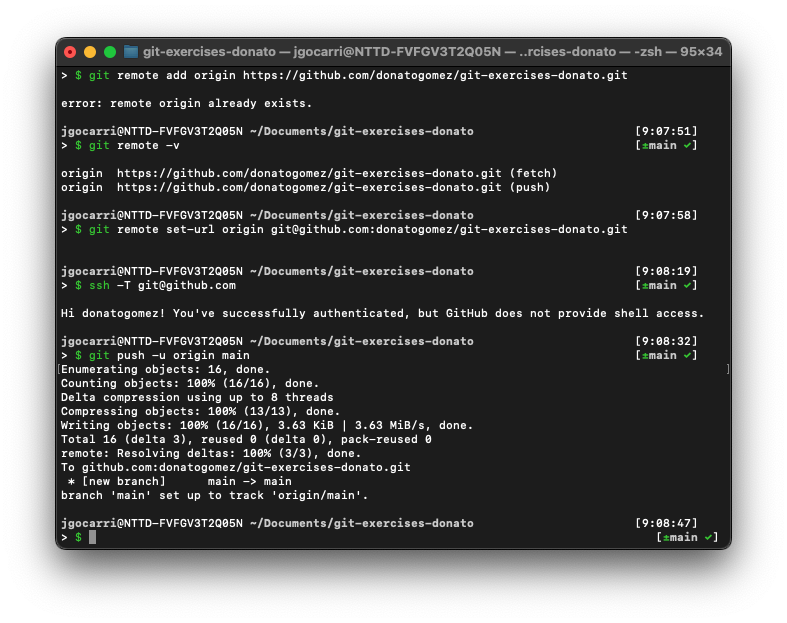 git-exercises-donato — jgocarri@NTTD-FVFGV3T2Q05N — ..rcises-donato — -zsh — 95×34
> $ git remote add origin https://github.com/donatogomez/git-exercises-donato.git
error: remote origin already exists.
jgocarri@NTTD-FVFGV3T2Q05N ~/Documents/git-exercises-donato [9:07:51]
> $ git remote -v [±main ✓]
origin  https://github.com/donatogomez/git-exercises-donato.git (fetch)
origin  https://github.com/donatogomez/git-exercises-donato.git (push)
jgocarri@NTTD-FVFGV3T2Q05N ~/Documents/git-exercises-donato [9:07:58]
> $ git remote set-url origin git@github.com:donatogomez/git-exercises-donato.git
jgocarri@NTTD-FVFGV3T2Q05N ~/Documents/git-exercises-donato [9:08:19]
> $ ssh -T git@github.com [±main ✓]
Hi donatogomez! You've successfully authenticated, but GitHub does not provide shell access.
jgocarri@NTTD-FVFGV3T2Q05N ~/Documents/git-exercises-donato [9:08:32]
> $ git push -u origin main [±main ✓]
[Enumerating objects: 16, done. ]
Counting objects: 100% (16/16), done.
Delta compression using up to 8 threads
Compressing objects: 100% (13/13), done.
Writing objects: 100% (16/16), 3.63 KiB | 3.63 MiB/s, done.
Total 16 (delta 3), reused 0 (delta 0), pack-reused 0
remote: Resolving deltas: 100% (3/3), done.
To github.com:donatogomez/git-exercises-donato.git
 * [new branch]      main -> main
branch 'main' set up to track 'origin/main'.
jgocarri@NTTD-FVFGV3T2Q05N ~/Documents/git-exercises-donato [9:08:47]
> $ [±main ✓]